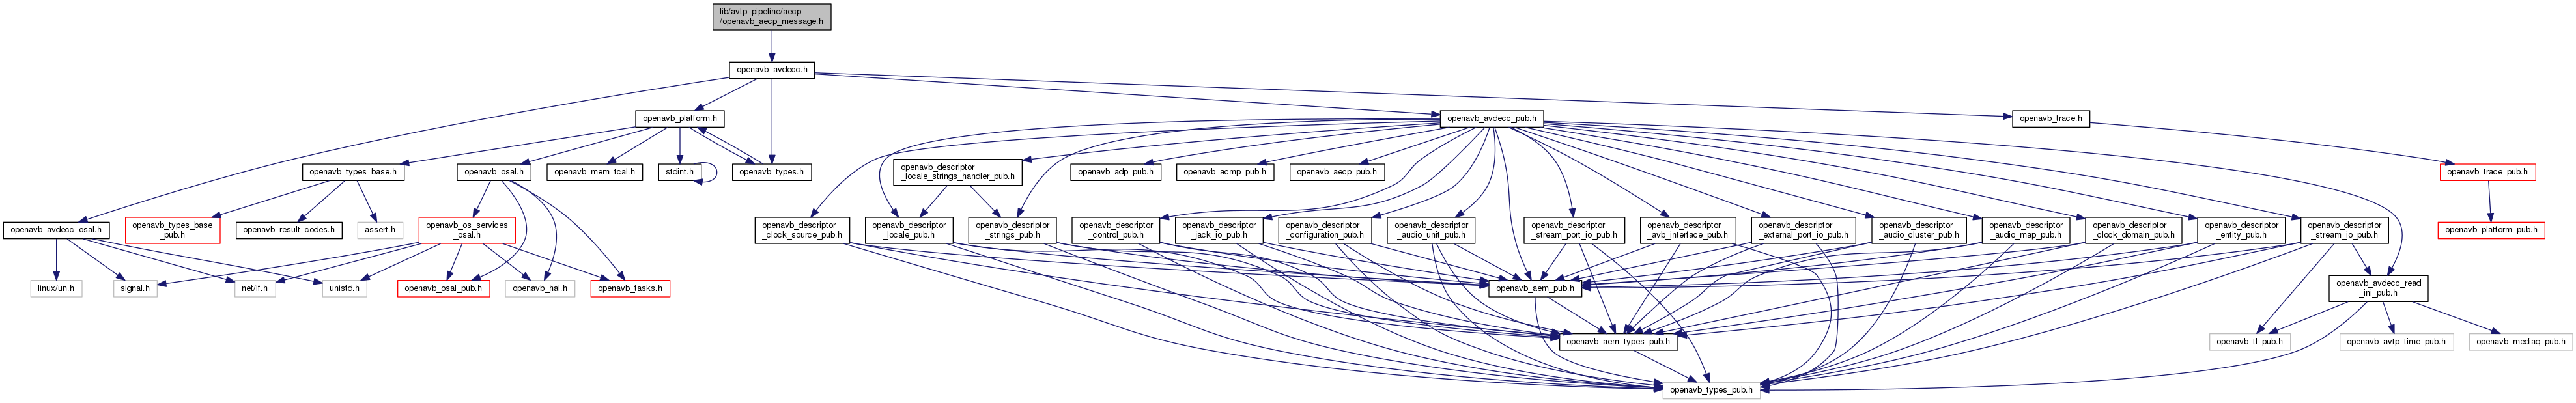 lib/avtp_pipeline/aecp
/openavb_aecp_message.h
openavb_avdecc.h
openavb_platform.h
openavb_avdecc_pub.h
openavb_trace.h
openavb_types_base.h
openavb_osal.h
openavb_mem_tcal.h
stdint.h
openavb_types.h
openavb_descriptor
_locale_strings_handler_pub.h
openavb_adp_pub.h
openavb_acmp_pub.h
openavb_aecp_pub.h
openavb_trace_pub.h
openavb_avdecc_osal.h
openavb_types_base
_pub.h
openavb_result_codes.h
assert.h
openavb_os_services
_osal.h
openavb_descriptor
_clock_source_pub.h
openavb_descriptor
_locale_pub.h
openavb_descriptor
_strings_pub.h
openavb_descriptor
_control_pub.h
openavb_descriptor
_jack_io_pub.h
openavb_descriptor
_configuration_pub.h
openavb_descriptor
_audio_unit_pub.h
openavb_descriptor
_stream_port_io_pub.h
openavb_descriptor
_avb_interface_pub.h
openavb_descriptor
_external_port_io_pub.h
openavb_descriptor
_audio_cluster_pub.h
openavb_descriptor
_audio_map_pub.h
openavb_descriptor
_clock_domain_pub.h
openavb_descriptor
_entity_pub.h
openavb_descriptor
_stream_io_pub.h
openavb_platform_pub.h
linux/un.h
signal.h
net/if.h
unistd.h
openavb_osal_pub.h
openavb_hal.h
openavb_tasks.h
openavb_aem_pub.h
openavb_avdecc_read
_ini_pub.h
openavb_aem_types_pub.h
openavb_tl_pub.h
openavb_avtp_time_pub.h
openavb_mediaq_pub.h
openavb_types_pub.h